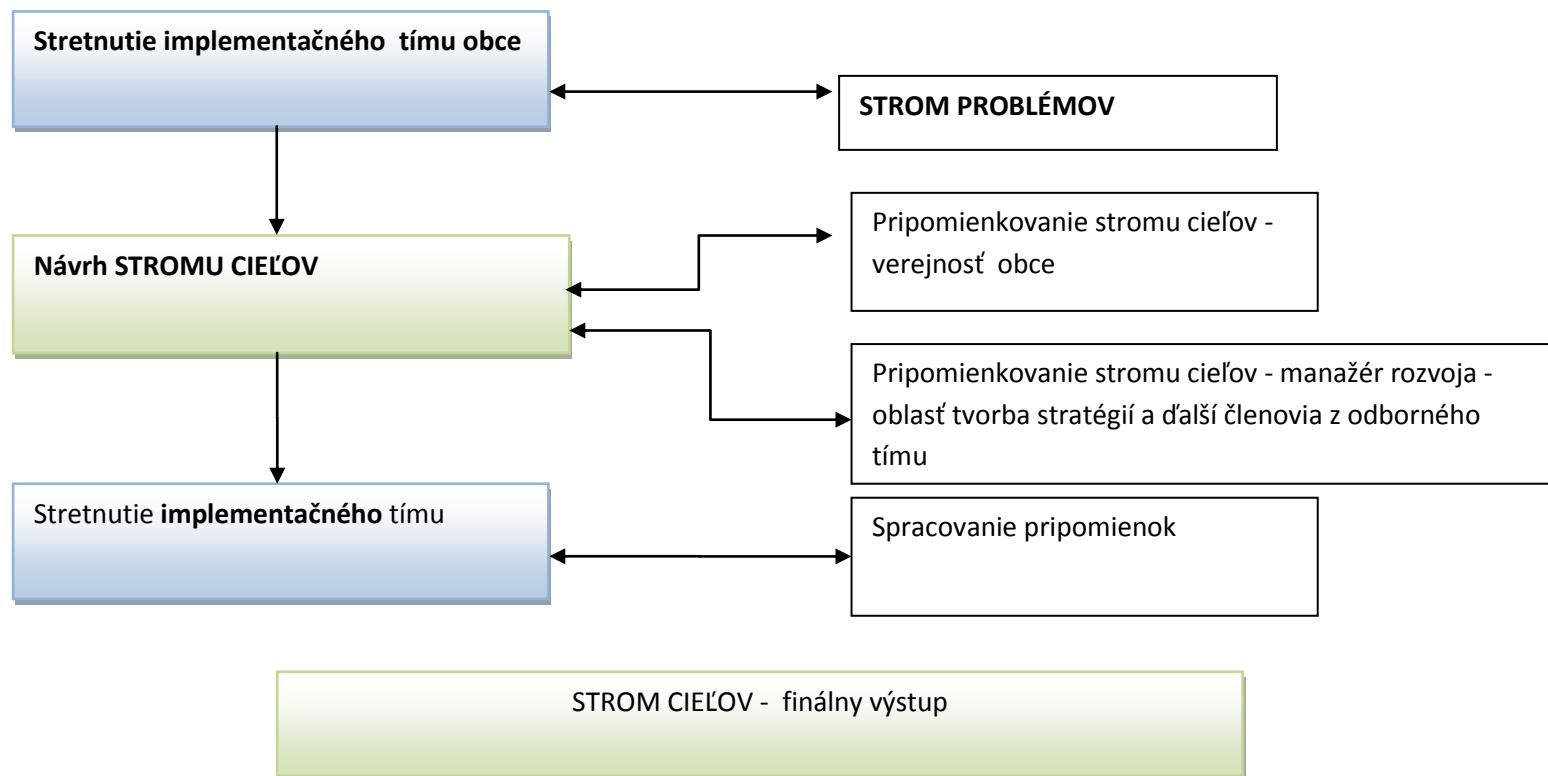 Stretnutie implementačného tímu obce
STROM PROBLÉMOV
Návrh STROMU CIEĽOV
Pripomienkovanie stromu cieľov -
verejnosť obce
Pripomienkovanie stromu cieľov - manažér rozvoja -
oblasť tvorba stratégií a ďalší členovia z odborného
tímu
Stretnutie implementačného tímu
Spracovanie pripomienok
STROM CIEĽOV - finálny výstup